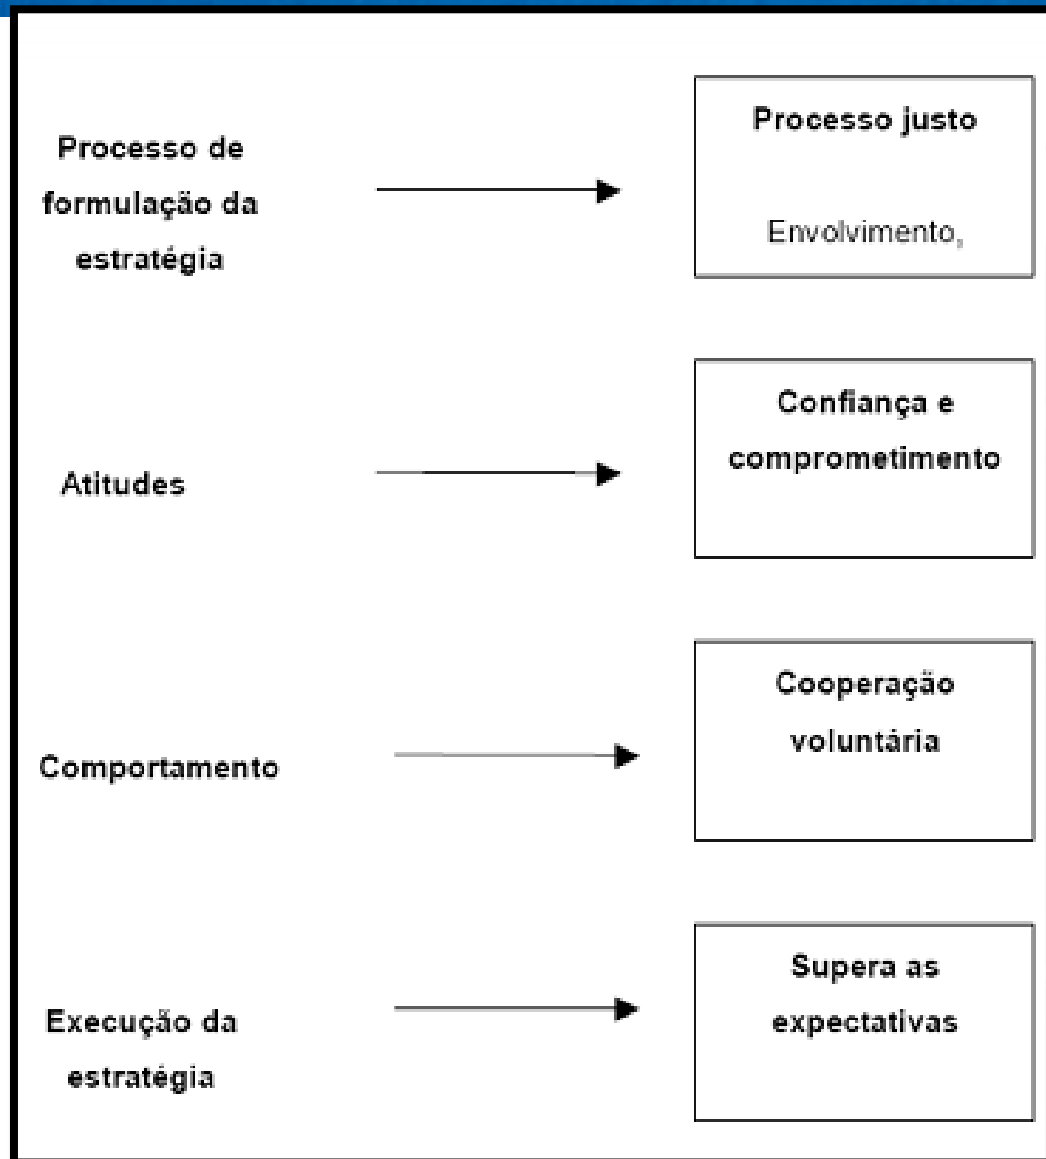 Processo de
formulação da
estratégia
Processo justo
Envolvimento,
Atitudes
Confiança e
comprometimento
Comportamento
Cooperação
voluntária
Execução da
estratégia
Supera as
expectativas